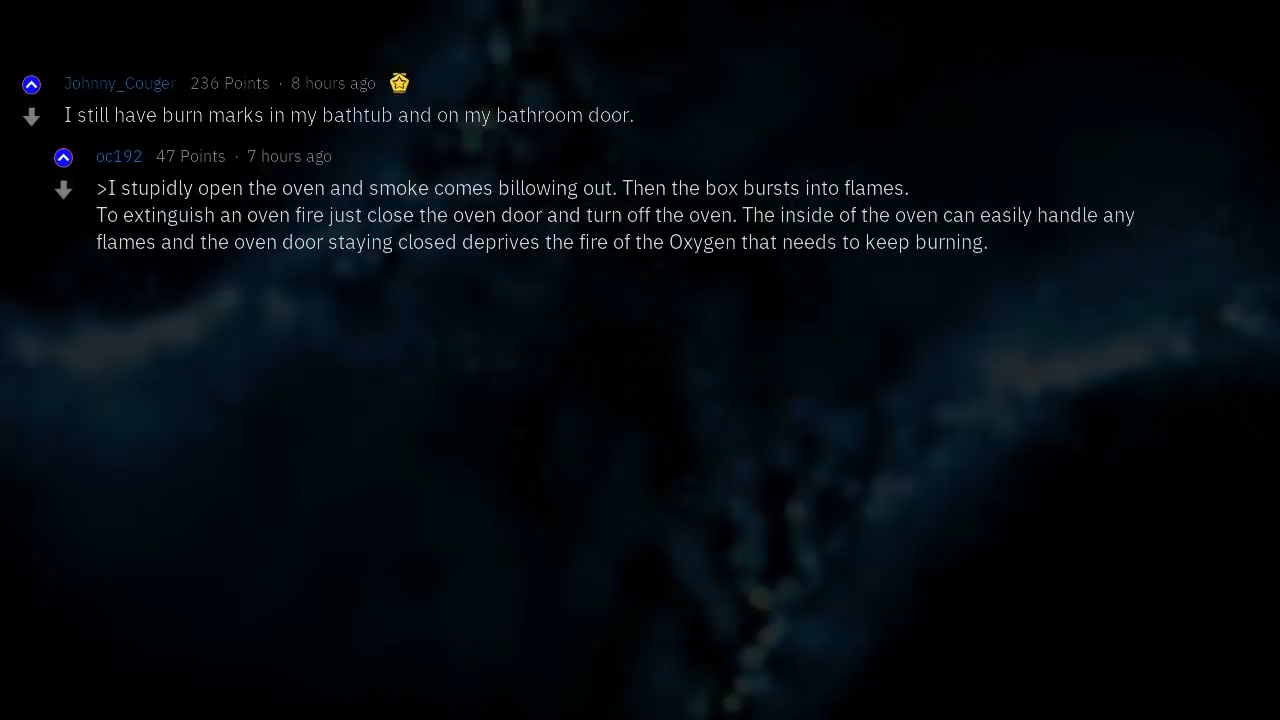 Johnny_Couger 236 Points · 8 hours ago
I still have burn marks in my bathtub and on my bathroom door.
oc192 47 Points · 7 hours ago
>I stupidly open the oven and smoke comes billowing out. Then the box bursts into flames.
To extinguish an oven fire just close the oven door and turn off the oven. The inside of the oven can easily handle any
flames and the oven door staying closed deprives the fire of the Oxygen that needs to keep burning.